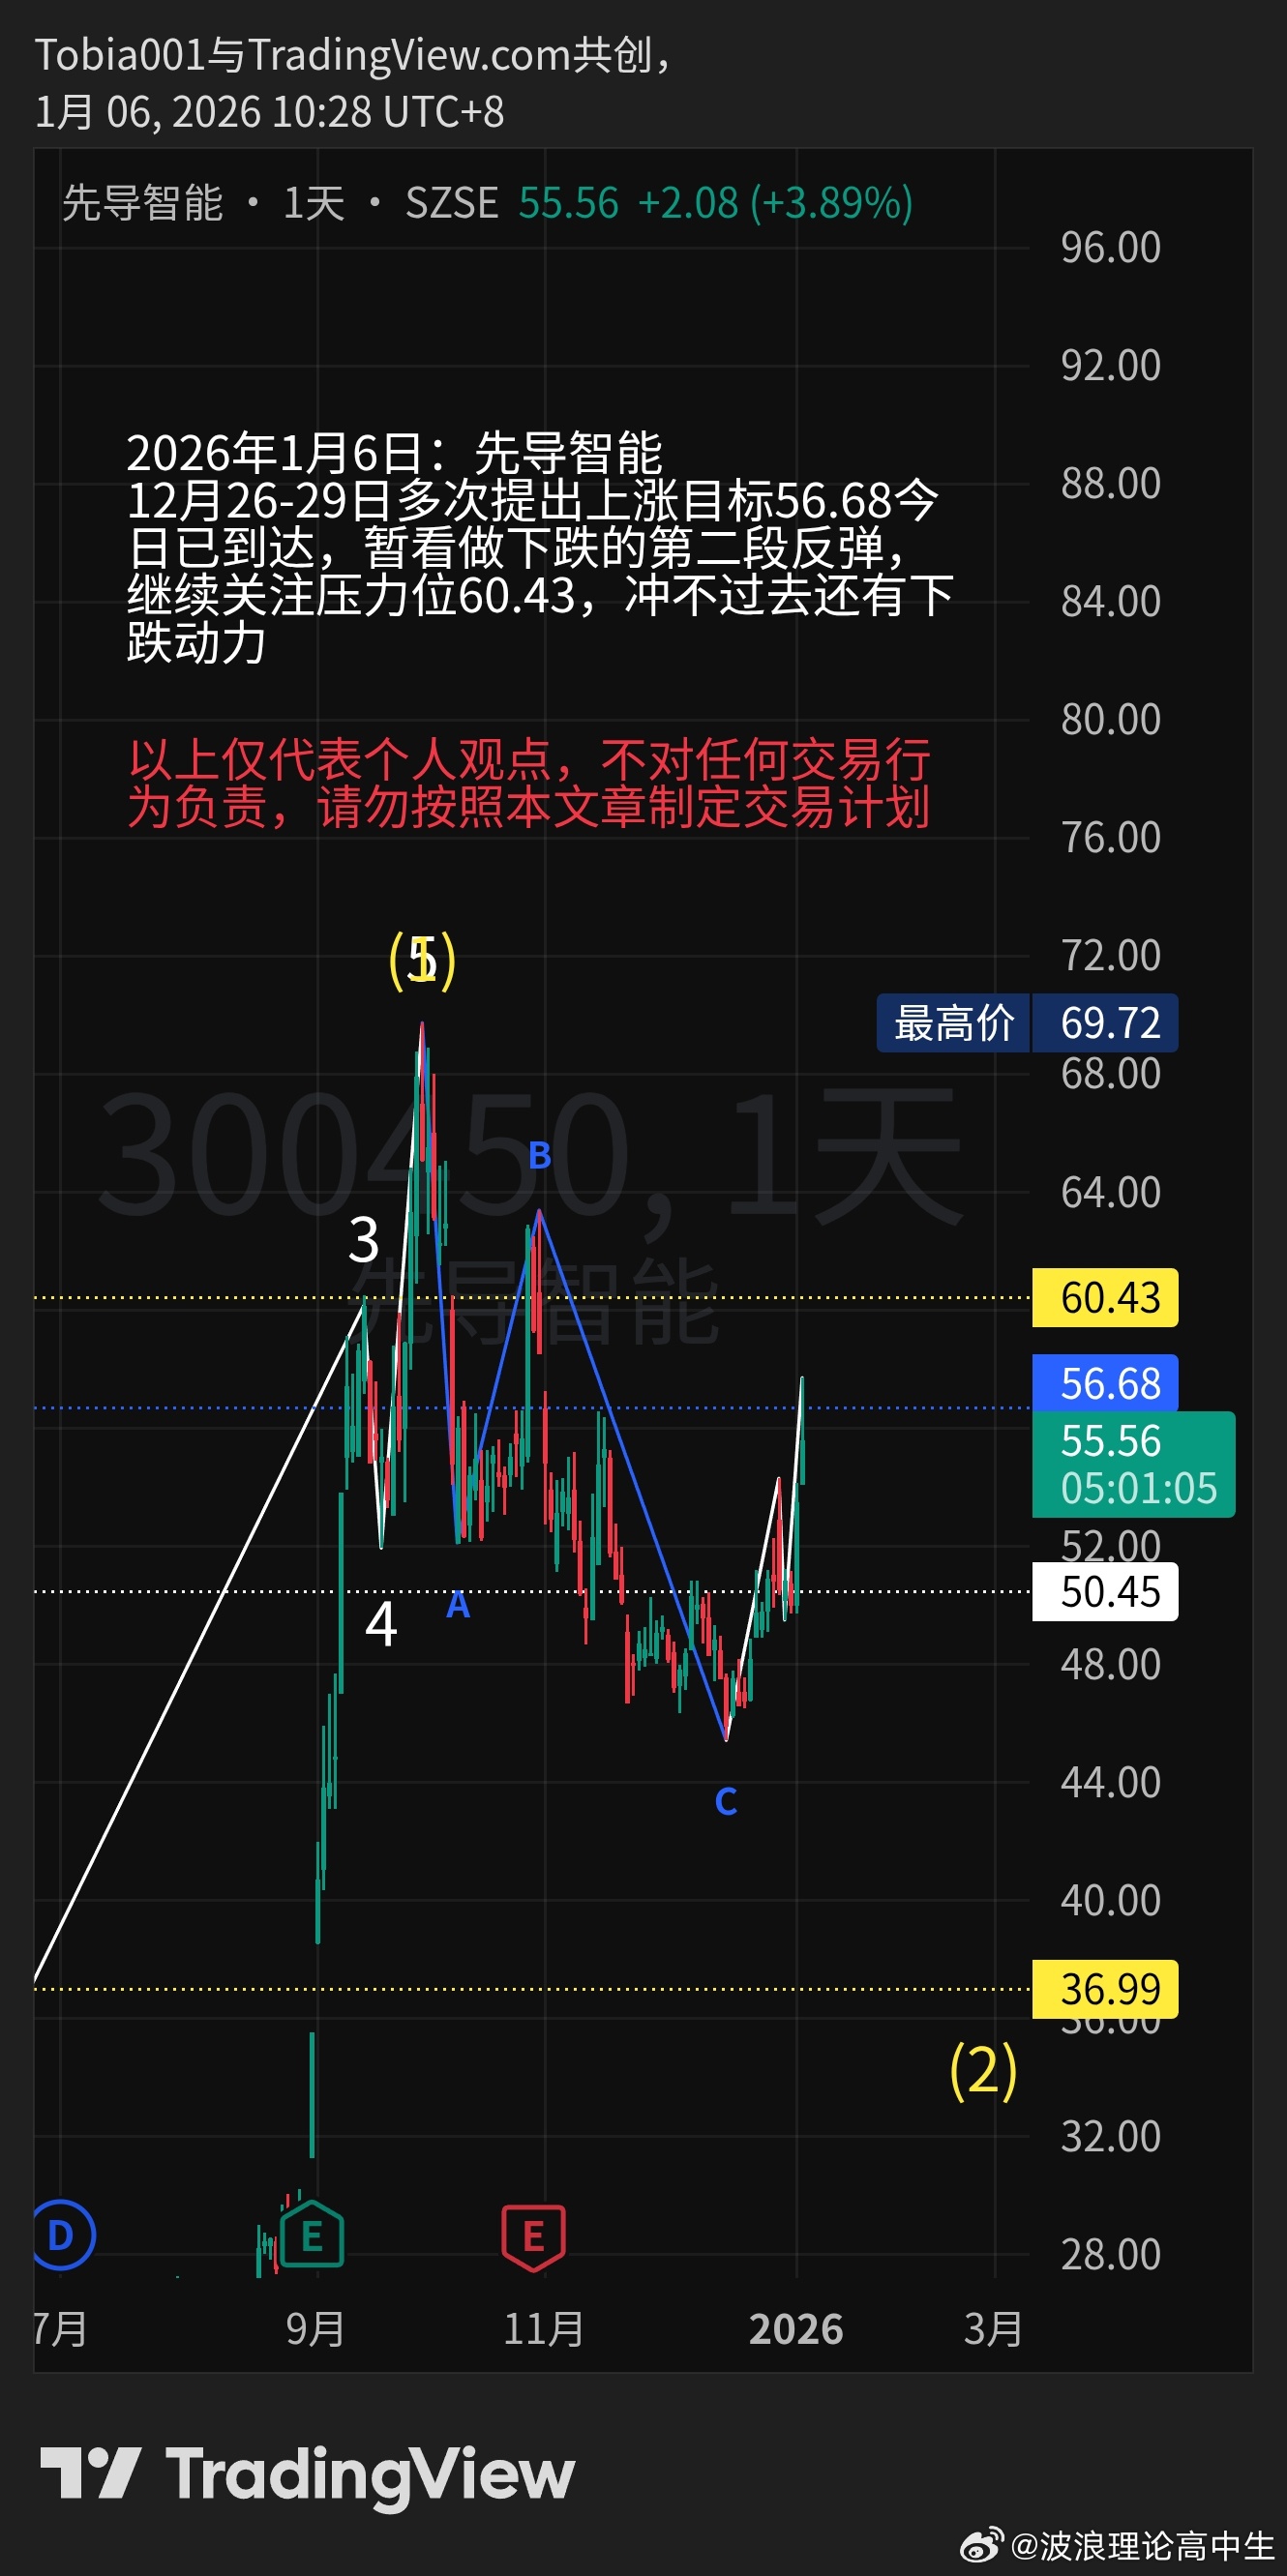 Tobia001与TradingView.com共创，
1月 06, 2026 10:28 UTC+8
先导智能 · 1天 · SZSE 55.56 +2.08 (+3.89%)
96.00
92.00
2026年1月6日：先导智能
12月26-29日多次提出上涨目标56.68今
日已到达，暂看做下跌的第二段反弹，
继续关注压力位60.43，冲不过去还有下
跌动力
88.00
84.00
80.00
以上仅代表个人观点，不对任何交易行
为负责，请勿按照本文章制定交易计划
76.00
(1)
5
72.00
最高价 69.72
68.00
300450, 1天
先导智能
B
64.00
3
60.43
56.68
55.56
05:01:05
52.00
50.45
A
4
48.00
44.00
C
40.00
36.99
36.00
(2)
32.00
D
E
E
28.00
7月 9月 11月 2026 3月
TradingView
@波浪理论高中生